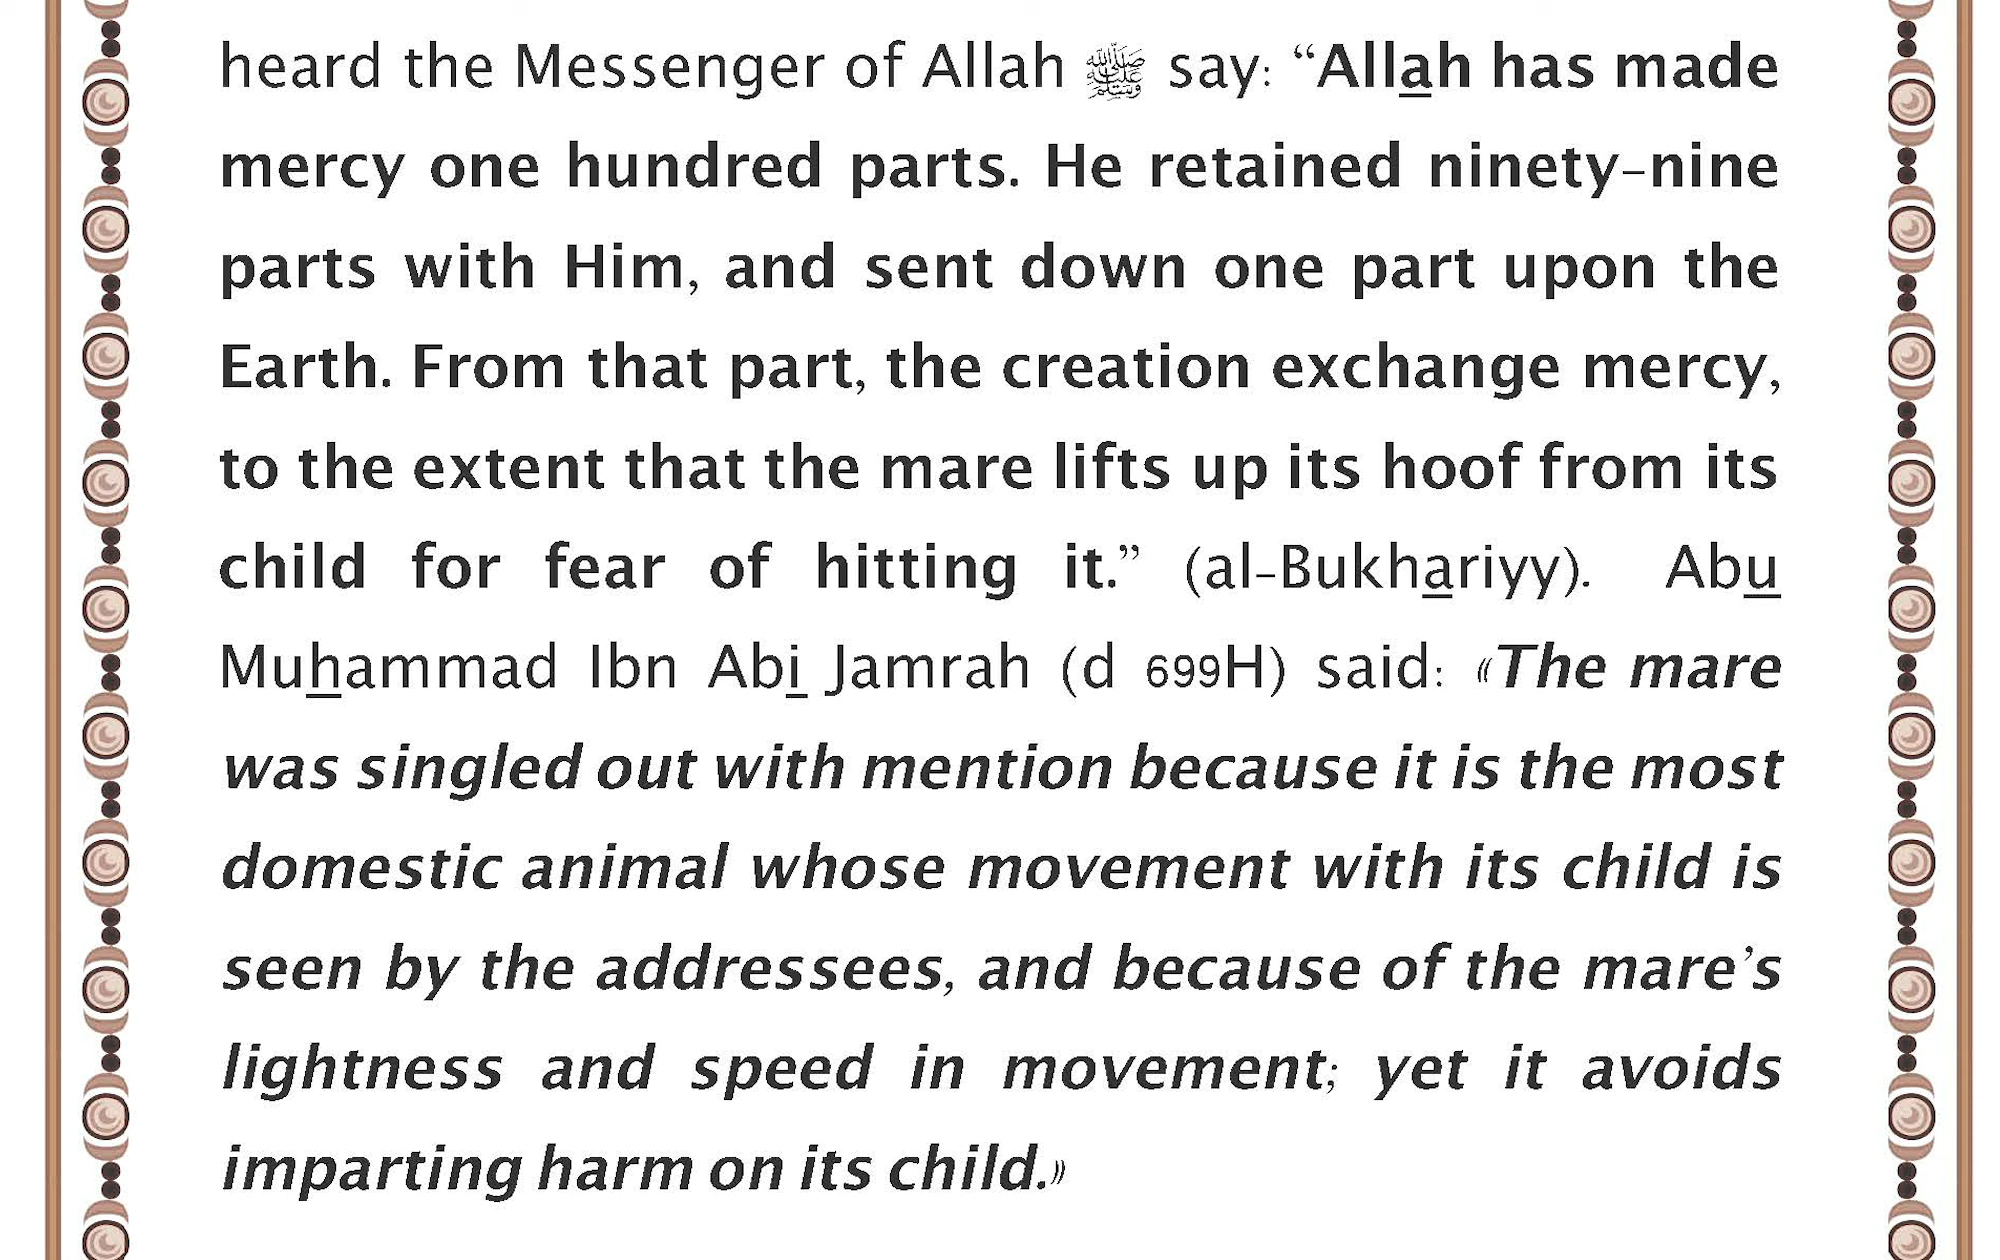 heard the Messenger of Allah ﷺ say: “Allah has made
mercy one hundred parts. He retained ninety-nine
parts with Him, and sent down one part upon the
Earth. From that part, the creation exchange mercy,
to the extent that the mare lifts up its hoof from its
child for fear of hitting it.” (al-Bukhariyy). Abu
Muhammad Ibn Abi Jamrah (d 699H) said: «The mare
was singled out with mention because it is the most
domestic animal whose movement with its child is
seen by the addressees, and because of the mare’s
lightness and speed in movement; yet it avoids
imparting harm on its child.»